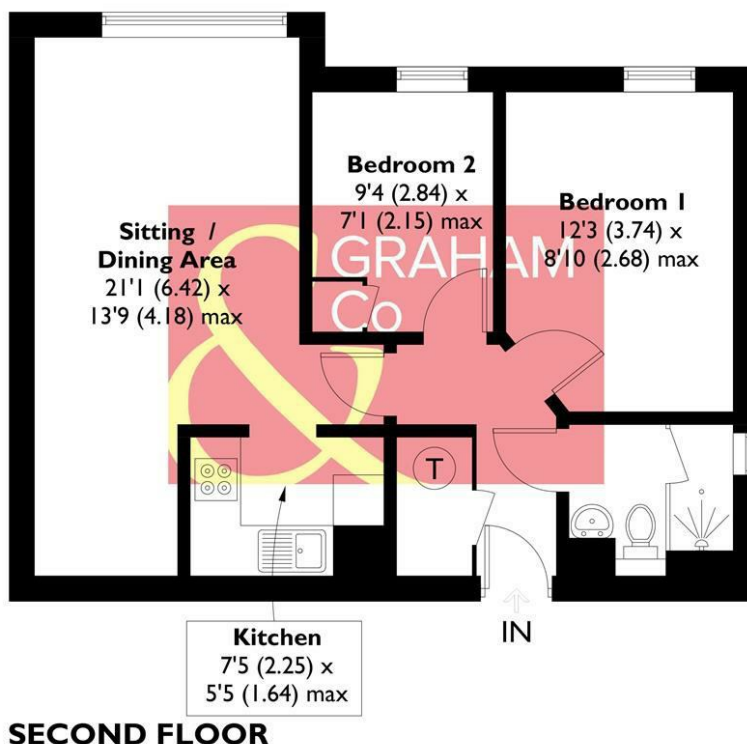 Bedroom 2
9'4 (2.84) x
7'1 (2.15) max
Bedroom 1
12'3 (3.74) x
8'10 (2.68) max
Sitting /
Dining Area
21'1 (6.42) x
13'9 (4.18) max
&
GRAHAM
Co
T
IN
Kitchen
7'5 (2.25) x
5'5 (1.64) max
SECOND FLOOR